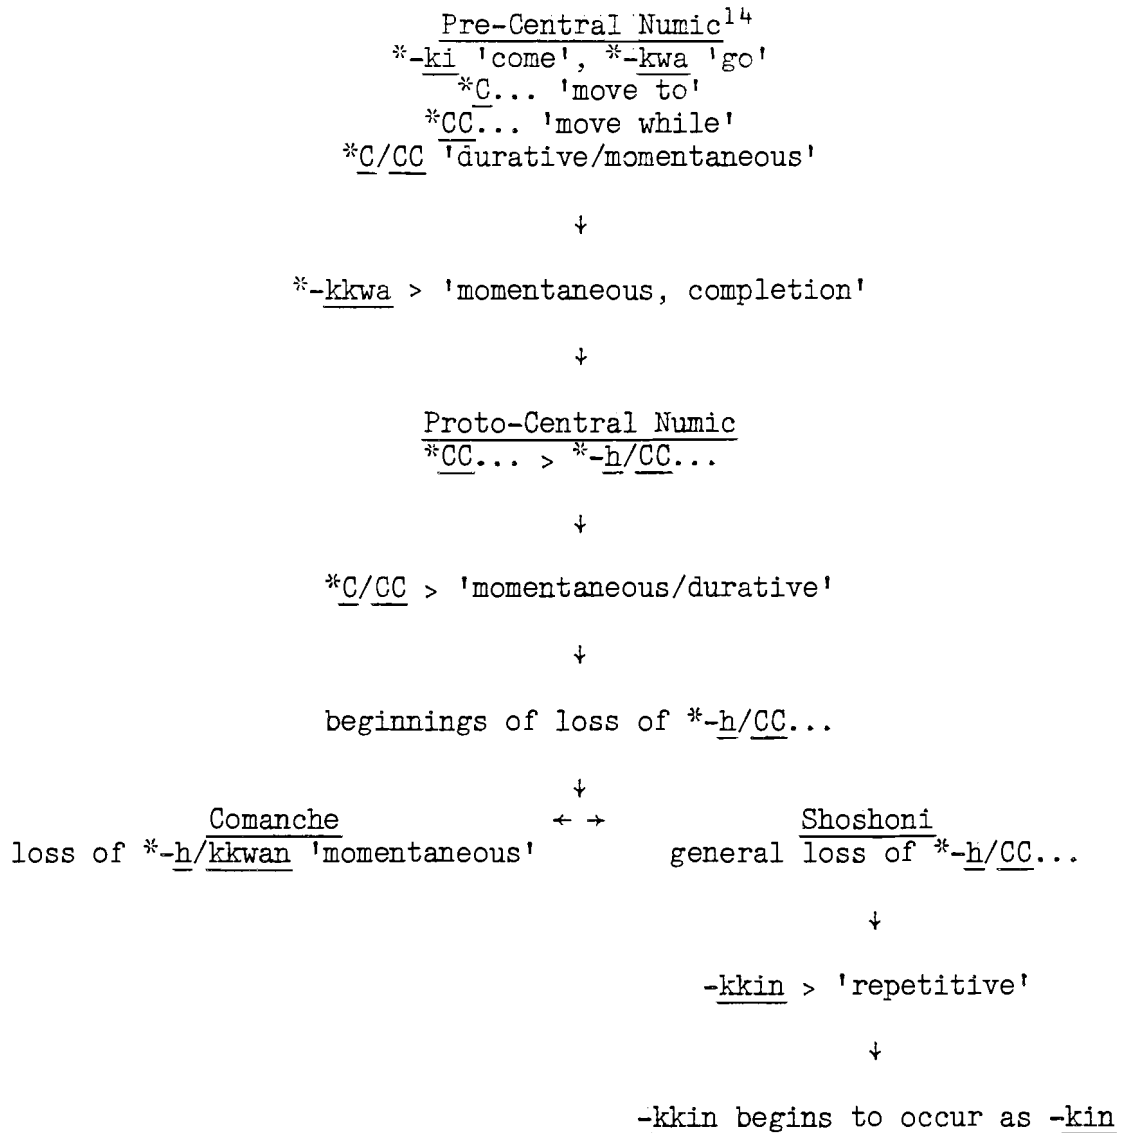 Pre-Central Numic¹⁴
*-ki 'come', *-kwa 'go'
*C... 'move to'
*CC... 'move while'
*C/CC 'durative/momentaneous'
↓
*-kkwa > 'momentaneous, completion'
↓
Proto-Central Numic
*CC... > *-h/CC...
↓
*C/CC > 'momentaneous/durative'
↓
beginnings of loss of *-h/CC...
↓
Comanche ← → Shoshoni
loss of *-h/kkwan 'momentaneous' general loss of *-h/CC...
↓
-kkin > 'repetitive'
↓
-kkin begins to occur as -kin